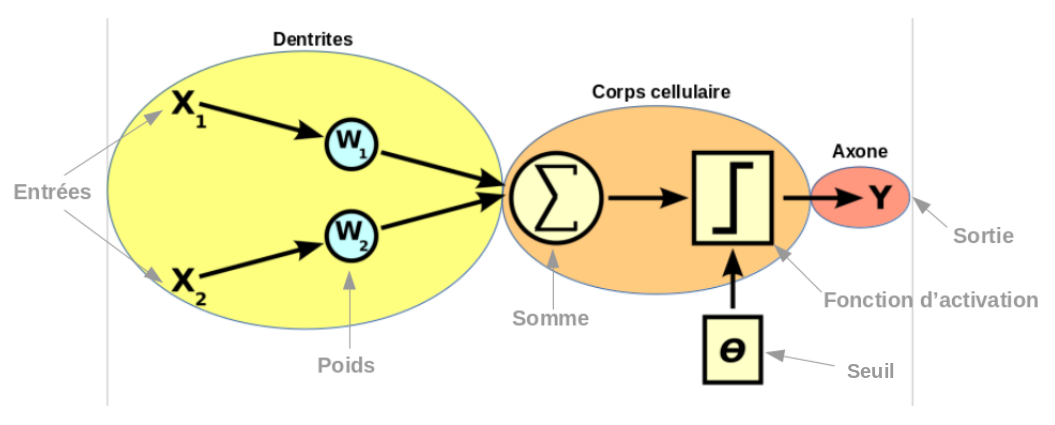 Dentrites
Corps cellulaire
Axone
Entrées
X1
W1
X2
W2
∑
Y
Sortie
Fonction d’activation
Somme
Poids
ɵ
Seuil